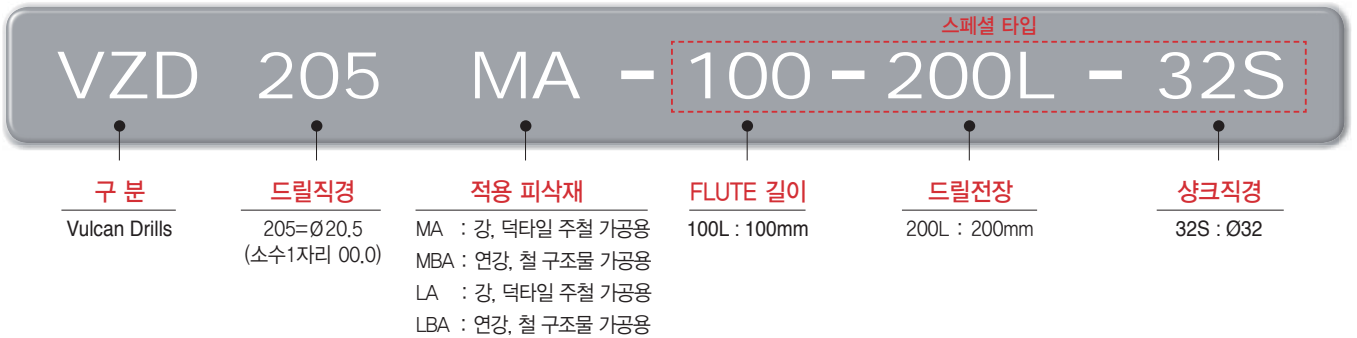 스페셜 타입
VZD 205 MA - 100 - 200L - 32S
구 분
Vulcan Drills
드릴직경
205=Ø20.5
(소수1자리 00.0)
적용 피삭재
MA : 강, 덕타일 주철 가공용
MBA : 연강, 철 구조물 가공용
LA : 강, 덕타일 주철 가공용
LBA : 연강, 철 구조물 가공용
FLUTE 길이
100L : 100mm
드릴전장
200L : 200mm
샹크직경
32S : Ø32